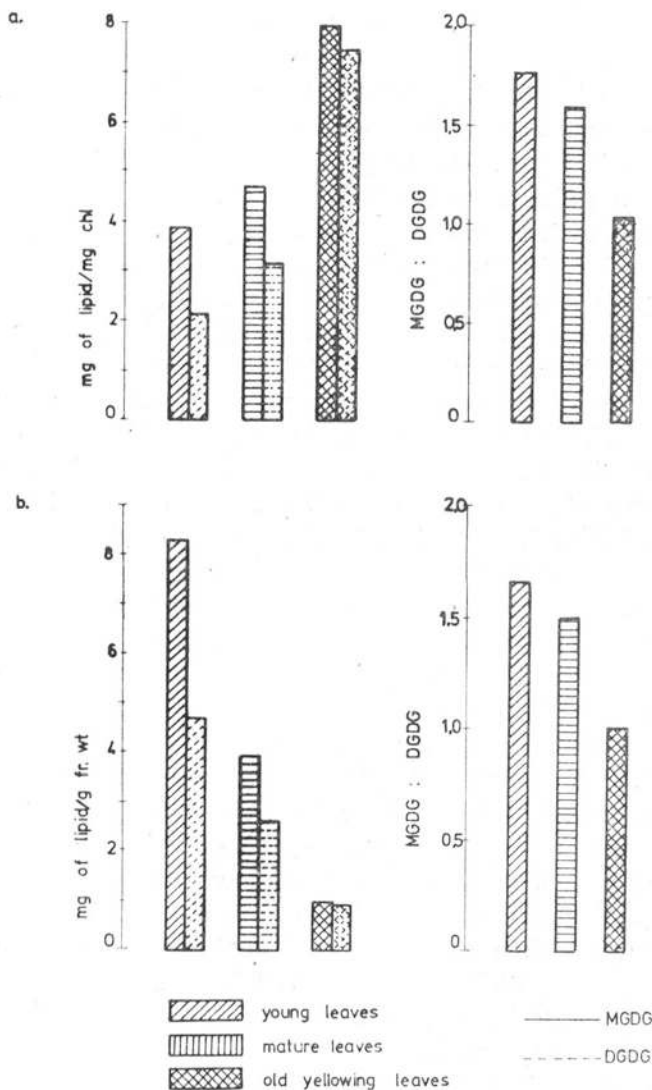 a.
8
6
4
2
0
mg of lipid/mg chl
2,0
1,5
1,0
0,5
0
MGDG : DGDG
b.
8
6
4
2
0
mg of lipid/g fr. wt
2,0
1,5
1,0
0,5
0
MGDG : DGDG
young leaves
mature leaves
old yellowing leaves
MGDG
DGDG